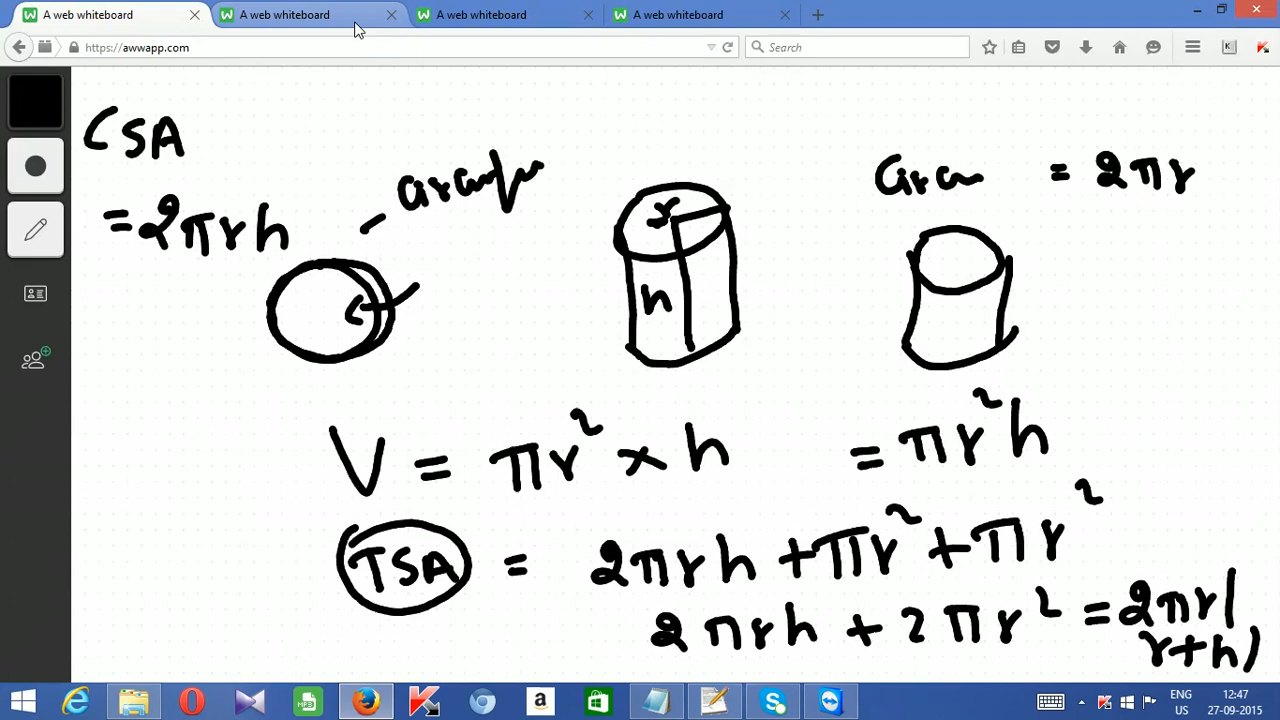 A web whiteboard
A web whiteboard
A web whiteboard
A web whiteboard
https://awwapp.com
Search
CSA
= 2πrh
= 2πr
r
h
V = πr² × h = πr²h
TSA = 2πrh + πr² + πr²
2πrh + 2πr² = 2πr(
r+h)
MP3
a
S
ENG
US
12:47
27-09-2015